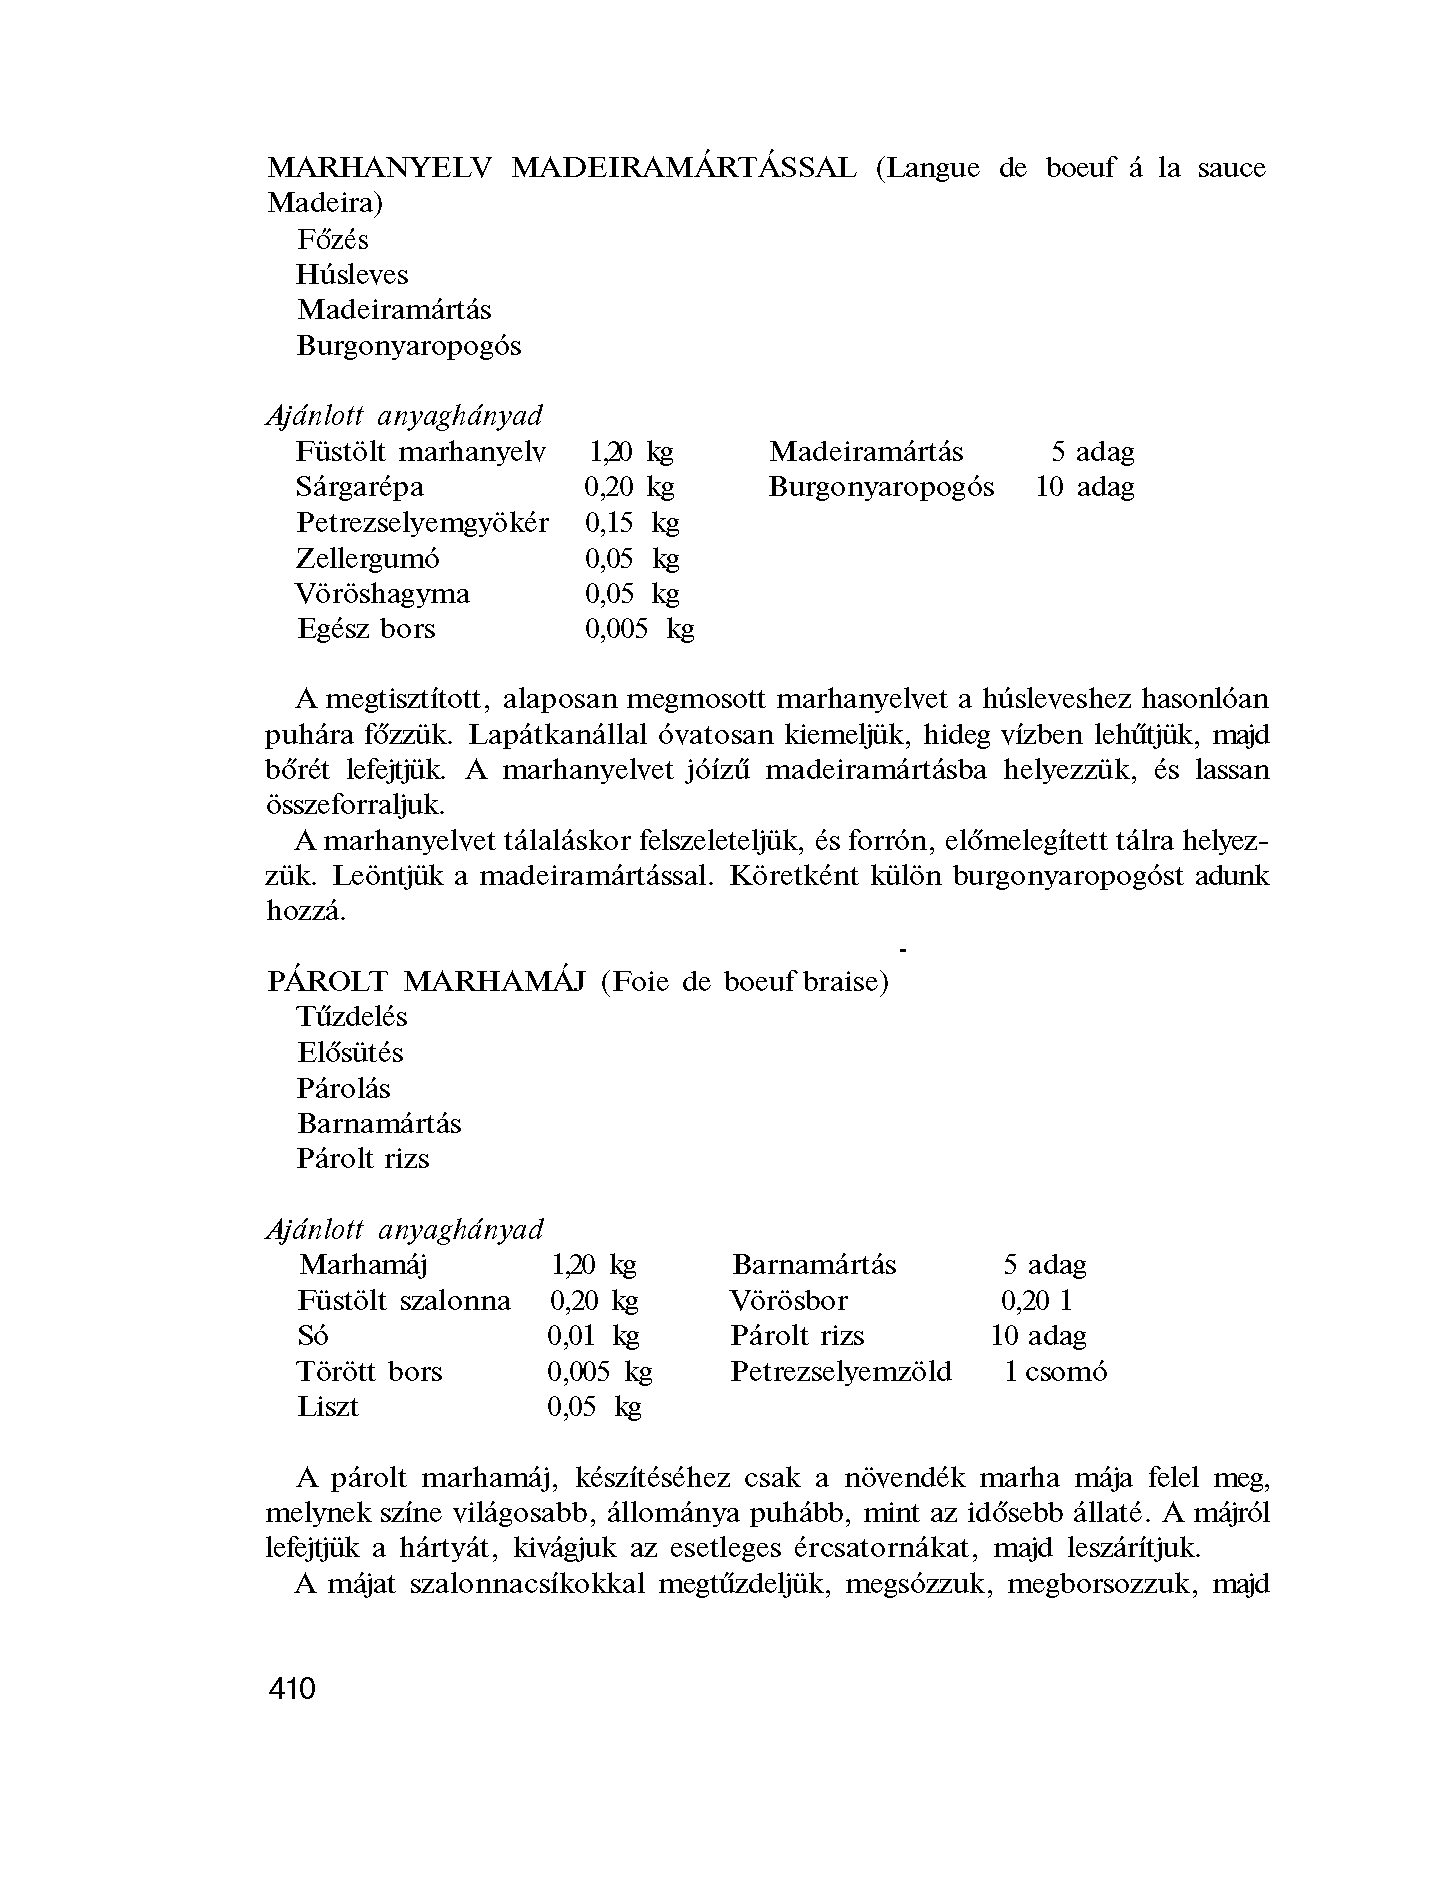 MARHANYELV MADEIRAMÁRTÁSSAL (Langue de boeuf á la sauce
Madeira)
Főzés
Húsleves
Madeiramártás
Burgonyaropogós
Ajánlott anyaghányad
Füstölt marhanyelv 1,20 kg Madeiramártás 5 adag
Sárgarépa 0,20 kg Burgonyaropogós 10 adag
Petrezselyemgyökér 0,15 kg
Zellergumó 0,05 kg
Vöröshagyma 0,05 kg
Egész bors 0,005 kg
A megtisztított, alaposan megmosott marhanyelvet a húsleveshez hasonlóan
puhára főzzük. Lapátkanállal óvatosan kiemeljük, hideg vízben lehűtjük, majd
bőrét lefejtjük. A marhanyelvet jóízű madeiramártásba helyezzük, és lassan
összeforraljuk.
A marhanyelvet tálaláskor felszeleteljük, és forrón, előmelegített tálra helyez-
zük. Leöntjük a madeiramártással. Köretként külön burgonyaropogóst adunk
hozzá.
PÁROLT MARHAMÁJ (Foie de boeuf braise)
Tűzdelés
Elősütés
Párolás
Barnamártás
Párolt rizs
Ajánlott anyaghányad
Marhamáj 1,20 kg Barnamártás 5 adag
Füstölt szalonna 0,20 kg Vörösbor 0,20 l
Só 0,01 kg Párolt rizs 10 adag
Törött bors 0,005 kg Petrezselyemzöld 1 csomó
Liszt 0,05 kg
A párolt marhamáj, készítéséhez csak a növendék marha mája felel meg,
melynek színe világosabb, állománya puhább, mint az idősebb állaté. A májról
lefejtjük a hártyát, kivágjuk az esetleges ércsatornákat, majd leszárítjuk.
A májat szalonnacsíkokkal megtűzdeljük, megsózzuk, megborsozzuk, majd
410